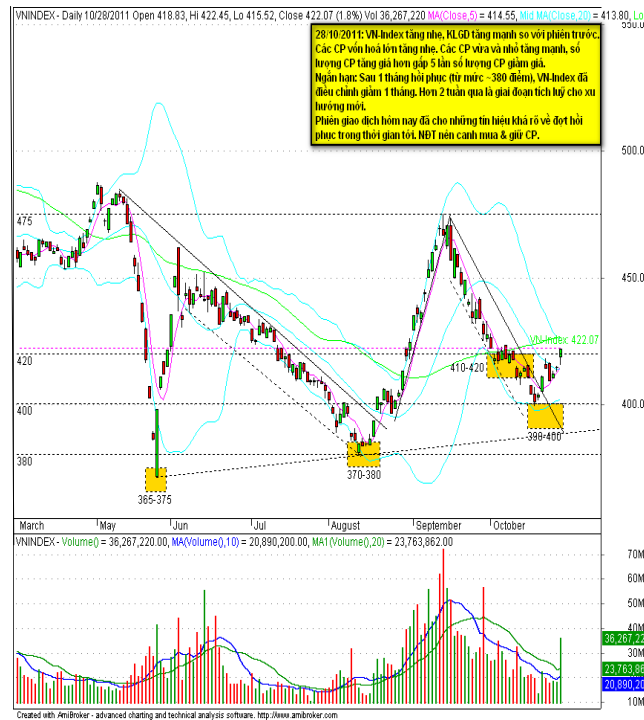 VNINDEX - Daily 10/28/2011 Open 418.83, Hi 422.45, Lo 415.52, Close 422.07 (1.8%) Vol 36,267,220 MA(Close,5) = 414.55, Mid MA(Close,20) = 413.80, Lo
28/10/2011: VN-Index tăng nhẹ, KLGD tăng mạnh so với phiên trước.
Các CP vốn hoá lớn tăng nhẹ. Các CP vừa và nhỏ tăng mạnh, số
lượng CP tăng giá hơn gấp 5 lần số lượng CP giảm giá.
Ngắn hạn: Sau 1 tháng hồi phục (từ mức ~380 điểm), VN-Index đã
điều chỉnh giảm 1 tháng. Hơn 2 tuần qua là giai đoạn tích luỹ cho xu
hướng mới.
Phiên giao dịch hôm nay đã cho những tín hiệu khá rõ về đợt hồi
phục trong thời gian tới. NĐT nên canh mua & giữ CP.
500.0
475
450.0
VN-Index 422.07
420
410-420
400
400.0
390-400
380
370-380
365-375
March May Jun Jul August September October
VNINDEX - Volume() = 36,267,220.00, MA(Volume(),10) = 20,890,200.00, MA1(Volume(),20) = 23,763,862.00
70M
60M
50M
40M
36,267,22
30M
23,763,86
20,890,20
10M
Created with AmiBroker - advanced charting and technical analysis software. http://www.amibroker.com